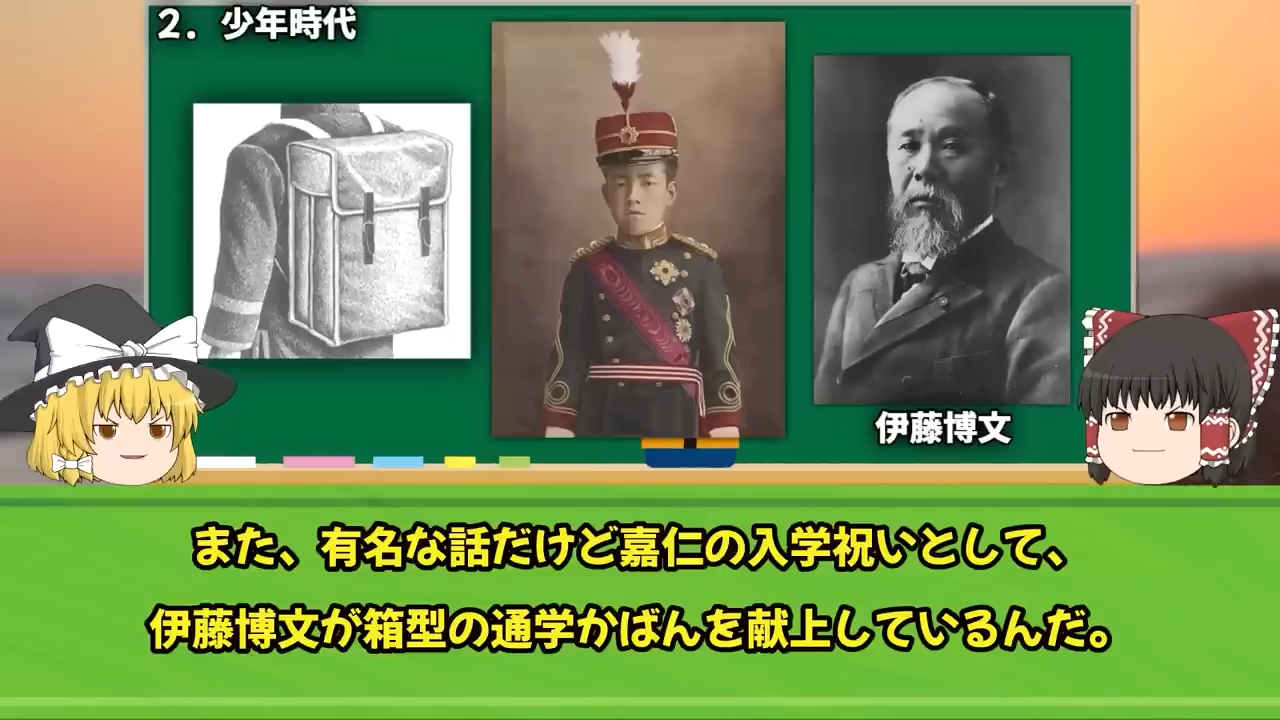 2．少年時代
伊藤博文
また、有名な話だけど嘉仁の入学祝いとして、
伊藤博文が箱型の通学かばんを献上しているんだ。